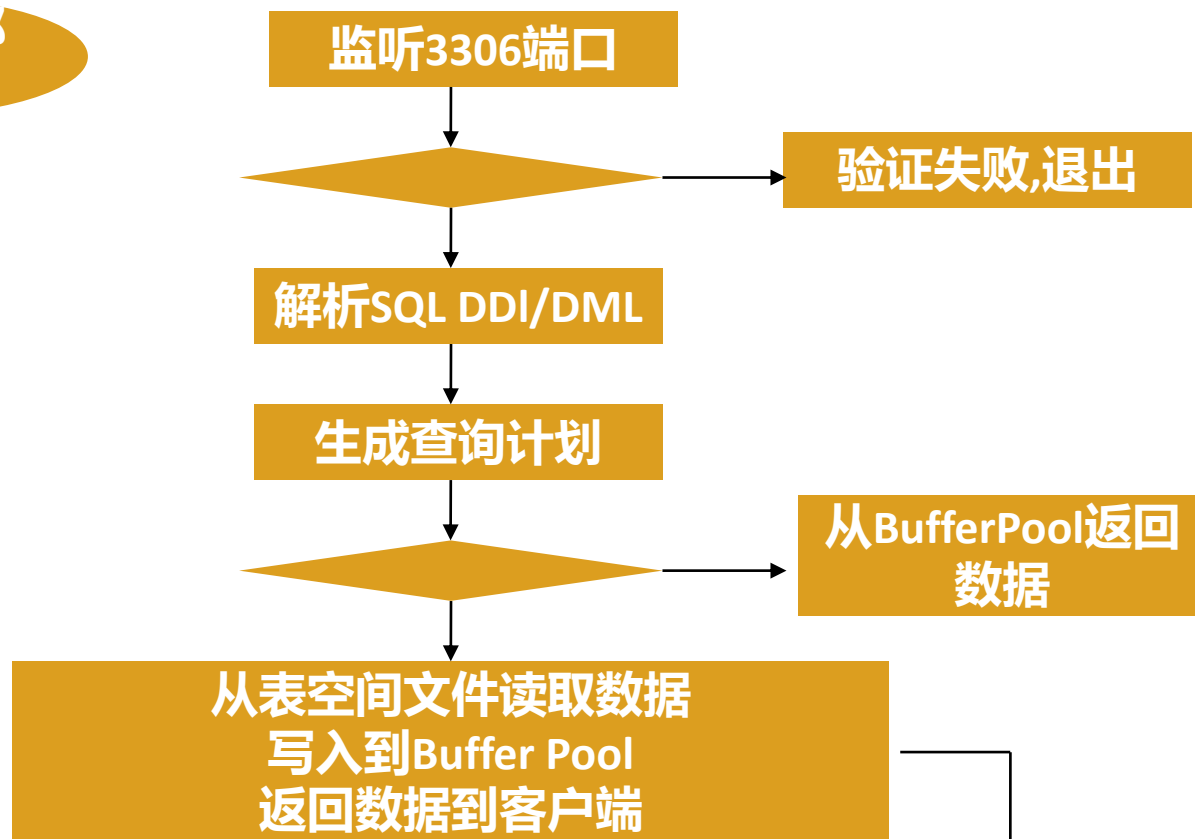 监听3306端口
验证失败,退出
解析SQL DDl/DML
生成查询计划
从BufferPool返回
数据
从表空间文件读取数据
写入到Buffer Pool
返回数据到客户端